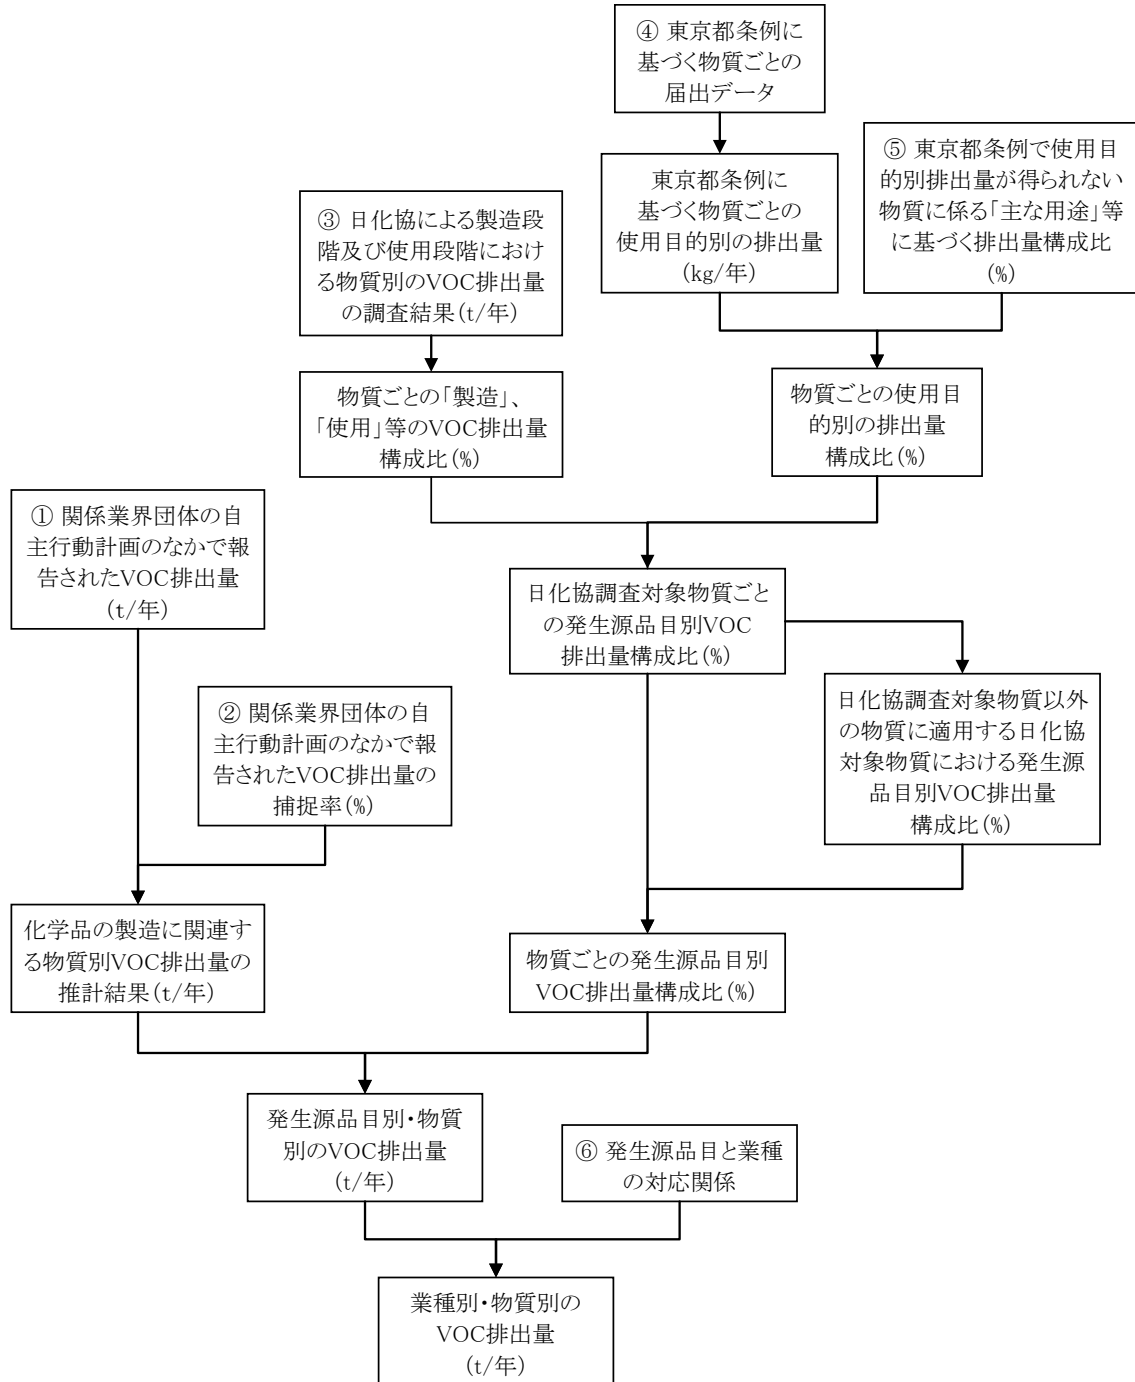 ④ 東京都条例に
基づく物質ごとの
届出データ
⑤ 東京都条例で使用目
的別排出量が得られない
物質に係る「主な用途」等
に基づく排出量構成比
(%)
東京都条例に
基づく物質ごとの
使用目的別の排出量
(kg/年)
③ 日化協による製造段
階及び使用段階におけ
る物質別のVOC排出量
の調査結果(t/年)
物質ごとの「製造」、
「使用」等のVOC排出量
構成比(%)
物質ごとの使用目
的別の排出量
構成比(%)
① 関係業界団体の自
主行動計画のなかで報
告されたVOC排出量
(t/年)
日化協調査対象物質ごと
の発生源品目別VOC
排出量構成比(%)
② 関係業界団体の自
主行動計画のなかで報
告されたVOC排出量の
捕捉率(%)
日化協調査対象物質以外
の物質に適用する日化協
対象物質における発生源
品目別VOC排出量
構成比(%)
化学品の製造に関連す
る物質別VOC排出量の
推計結果(t/年)
物質ごとの発生源品目別
VOC排出量構成比(%)
発生源品目別・物質
別のVOC排出量
(t/年)
⑥ 発生源品目と業種
の対応関係
業種別・物質別の
VOC排出量
(t/年)